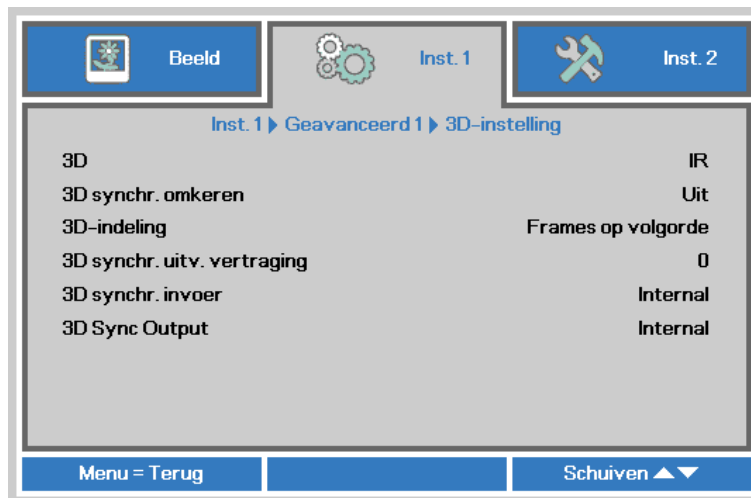 Beeld
Inst. 1
Inst. 2
Inst. 1 Geavanceerd 1 3D-instelling
3D IR
3D synchr. omkeren Uit
3D-indeling Frames op volgorde
3D synchr. uitv. vertraging 0
3D synchr. invoer Internal
3D Sync Output Internal
Menu = Terug
Schuiven